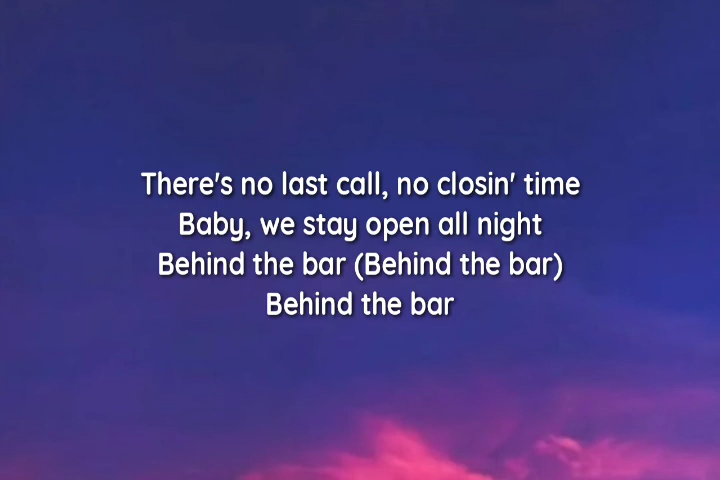 There's no last call, no closin' time
Baby, we stay open all night
Behind the bar (Behind the bar)
Behind the bar